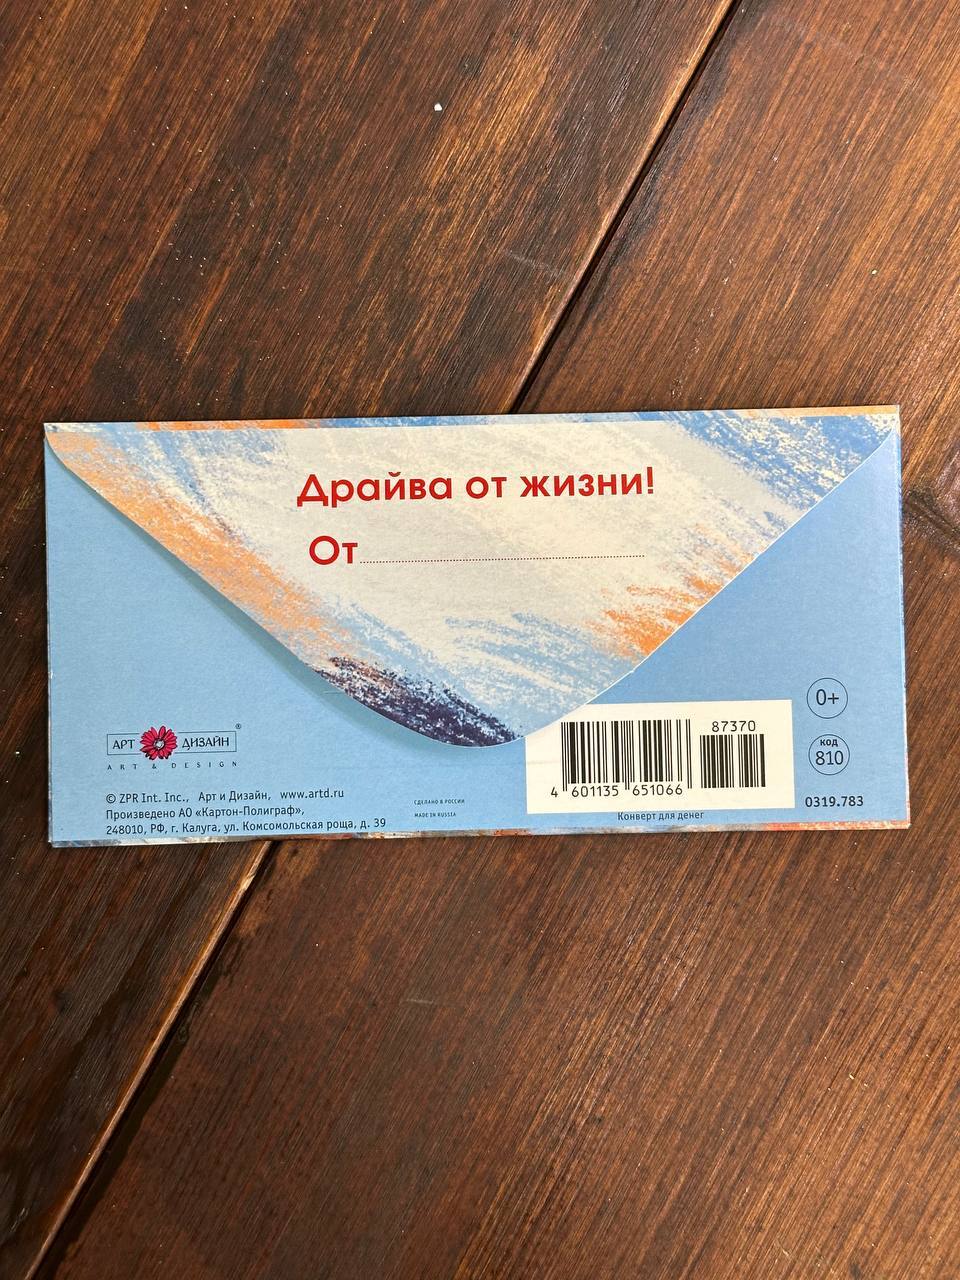 Драйва от жизни!
От
АРТ ДИЗАЙН ®
ART & DESIGN
© ZPR Int. Inc., Арт и Дизайн, www.artd.ru
Произведено АО «Картон-Полиграф»,
248010, РФ, г. Калуга, ул. Комсомольская роща, д. 39
СДЕЛАНО В РОССИИ
MADE IN RUSSIA
87370
4 601135 651066
Конверт для денег
0+
код
810
0319.783